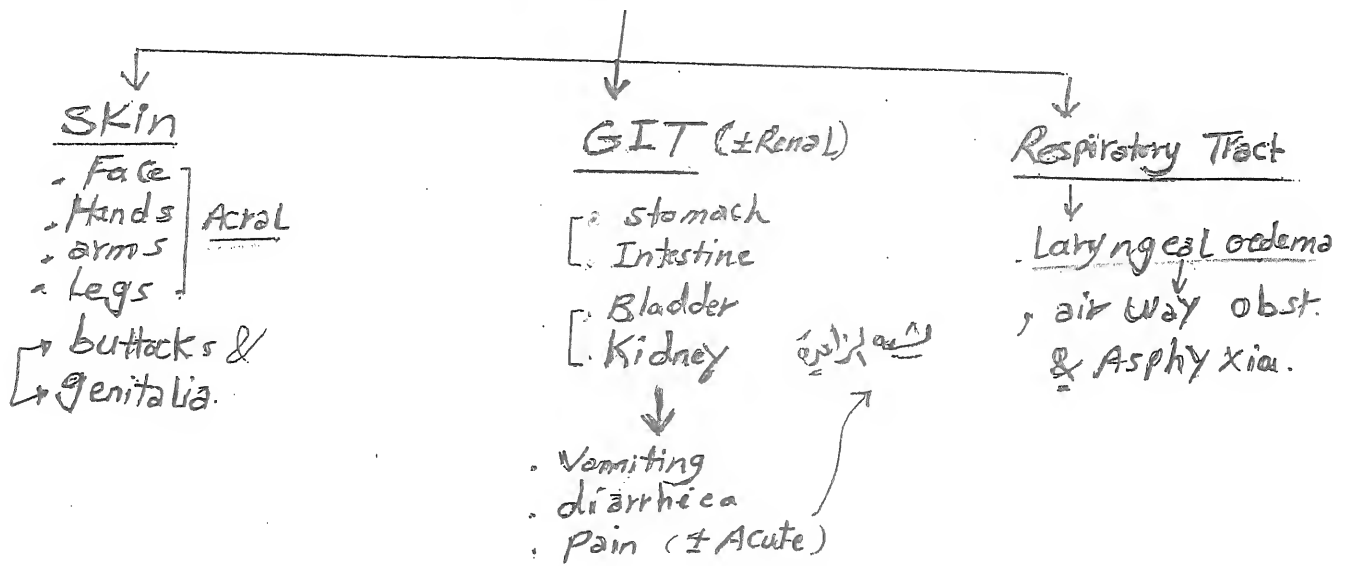 Skin
. Face
. Hands
. arms
. Legs
Acral
buttocks &
genitalia.
GIT (±Renal)
. stomach
. Intestine
. Bladder
. Kidney
. Vomiting
. diarrhea
. Pain (± Acute)
Respiratory Tract
. Laryngeal oedema
, air way obst.
& Asphyxia.